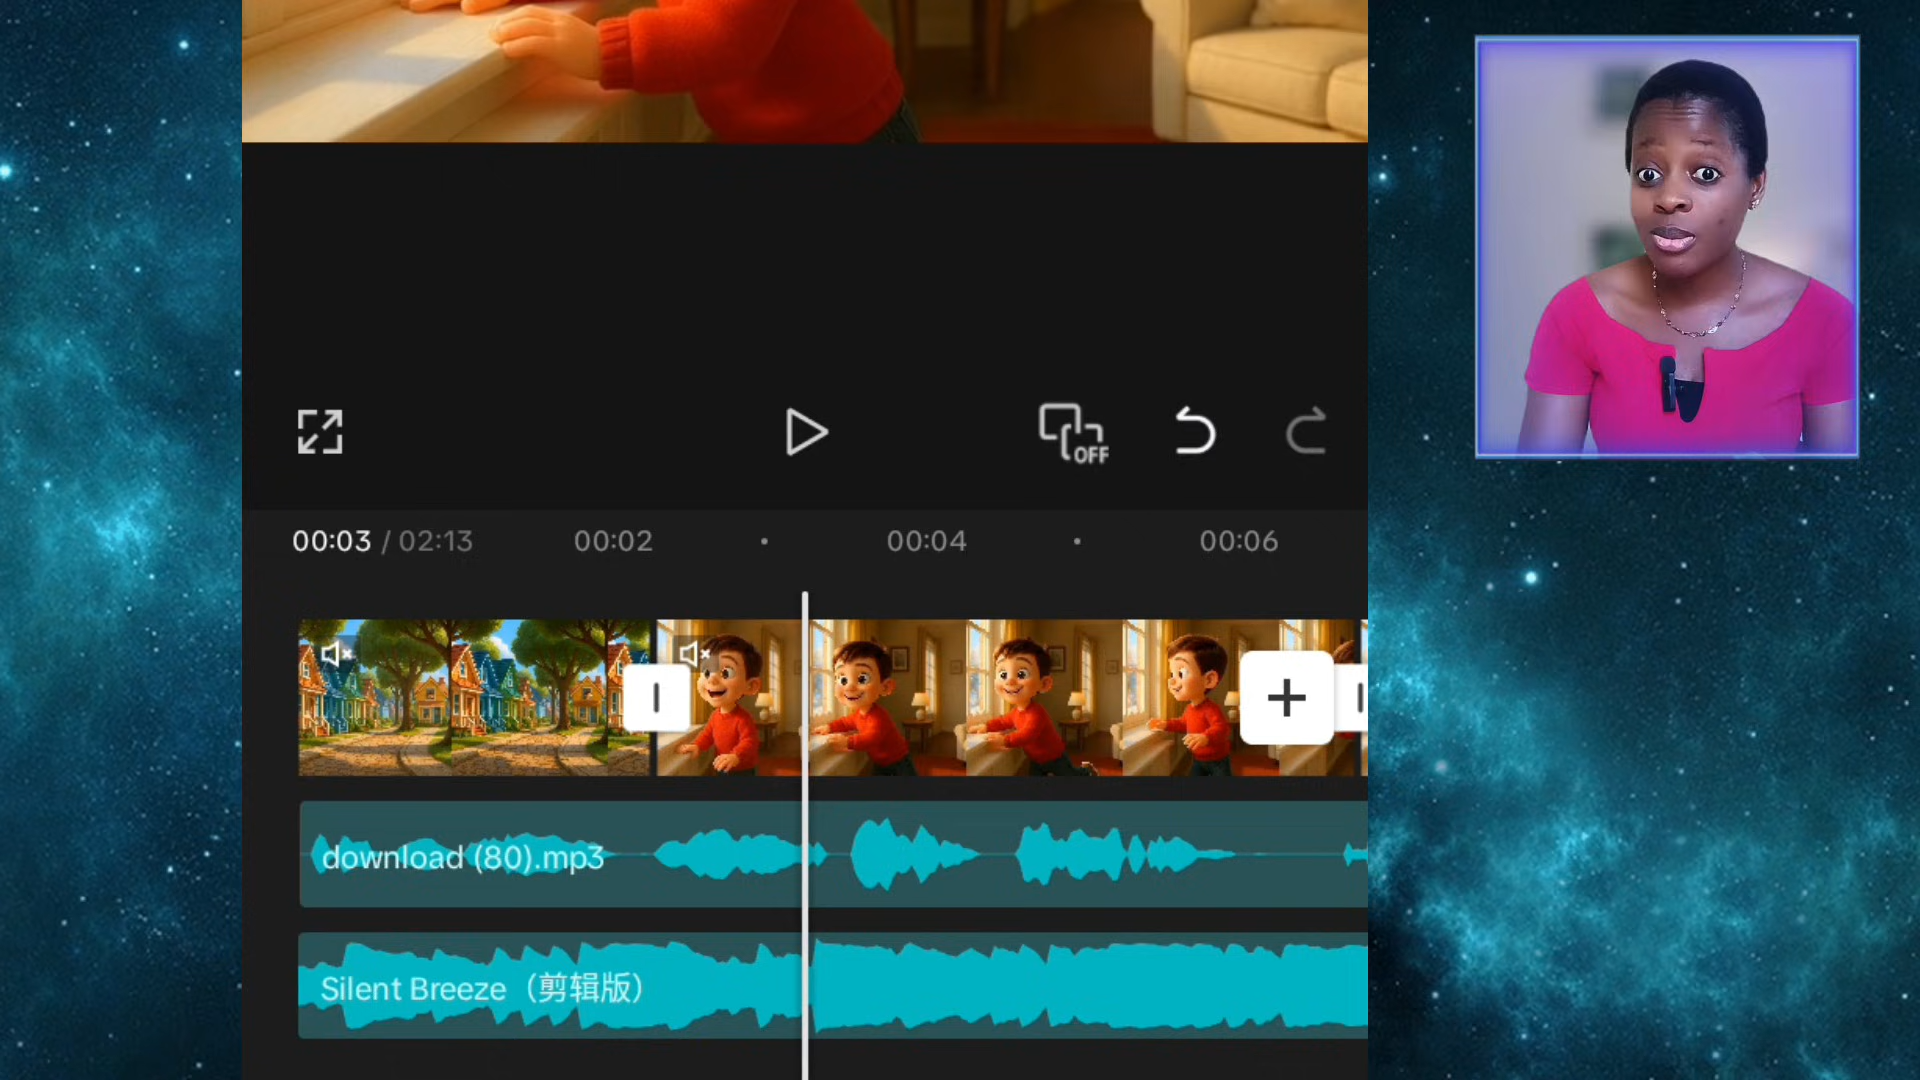 OFF
00:03 / 02:13 00:02 00:04 00:06
download (80).mp3
Silent Breeze（剪辑版）